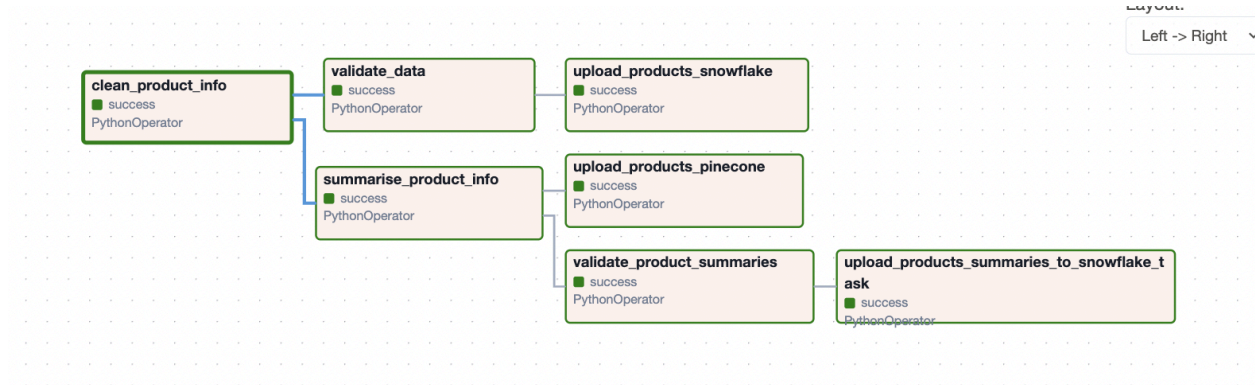 Layout:
Left -> Right
clean_product_info
success
PythonOperator
validate_data
success
PythonOperator
upload_products_snowflake
success
PythonOperator
summarise_product_info
success
PythonOperator
upload_products_pinecone
success
PythonOperator
validate_product_summaries
success
PythonOperator
upload_products_summaries_to_snowflake_t
ask
success
PythonOperator